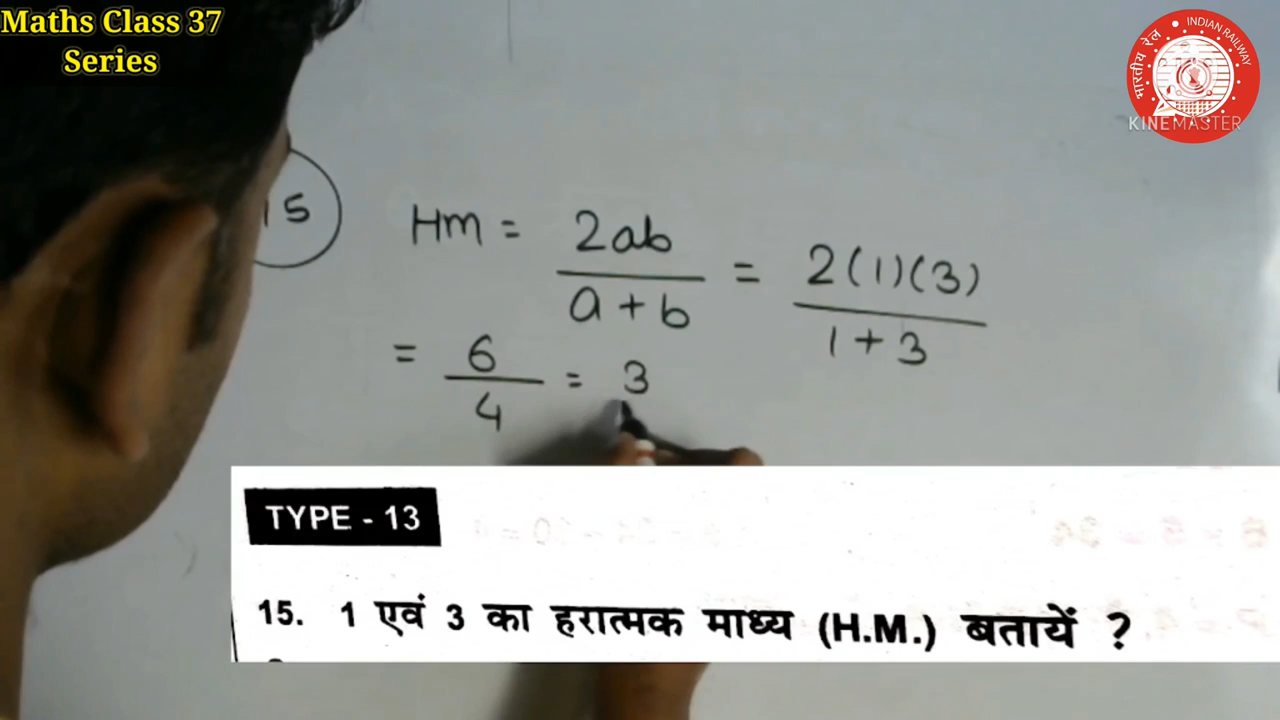 Maths Class 37
Series
भारतीय रेल INDIAN RAILWAY
KINEMASTER
15
Hm = 2ab / a + b = 2(1)(3) / 1 + 3
= 6 / 4 = 3
TYPE - 13
15. 1 एवं 3 का हरात्मक माध्य (H.M.) बतायें ?